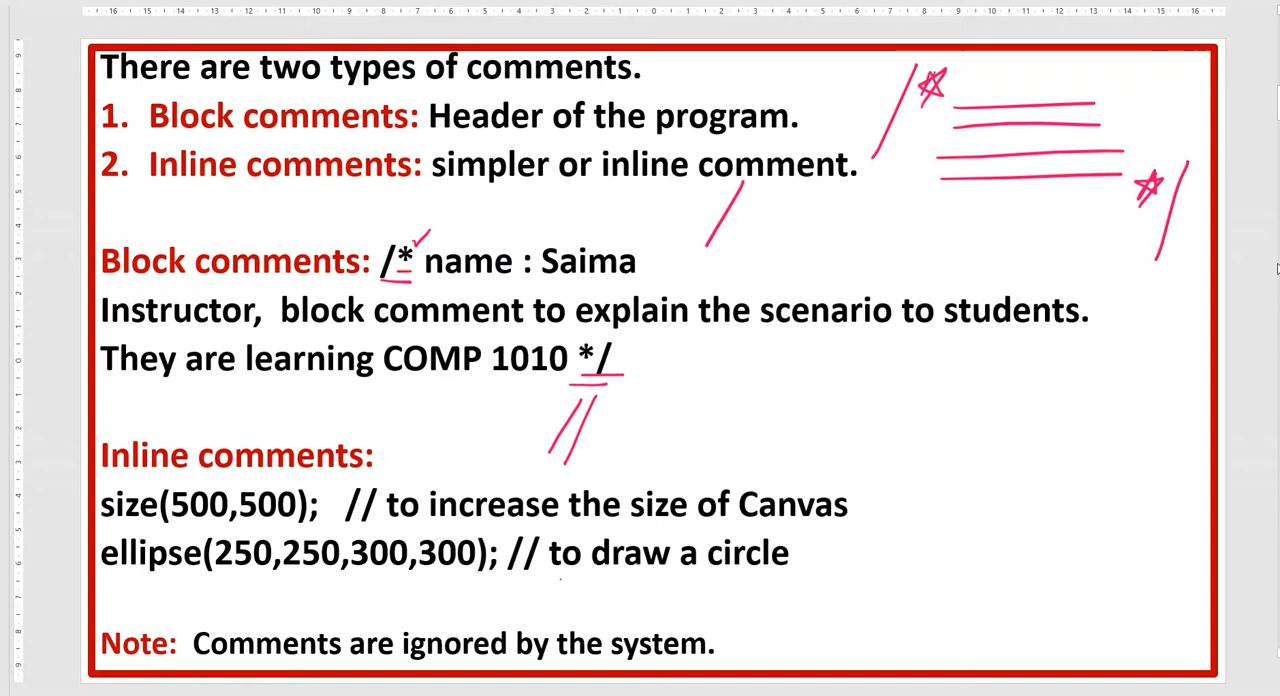 There are two types of comments.
1. Block comments: Header of the program.
2. Inline comments: simpler or inline comment.
Block comments: /* name : Saima
Instructor,  block comment to explain the scenario to students.
They are learning COMP 1010 */
Inline comments:
size(500,500);   // to increase the size of Canvas
ellipse(250,250,300,300); // to draw a circle
Note:  Comments are ignored by the system.